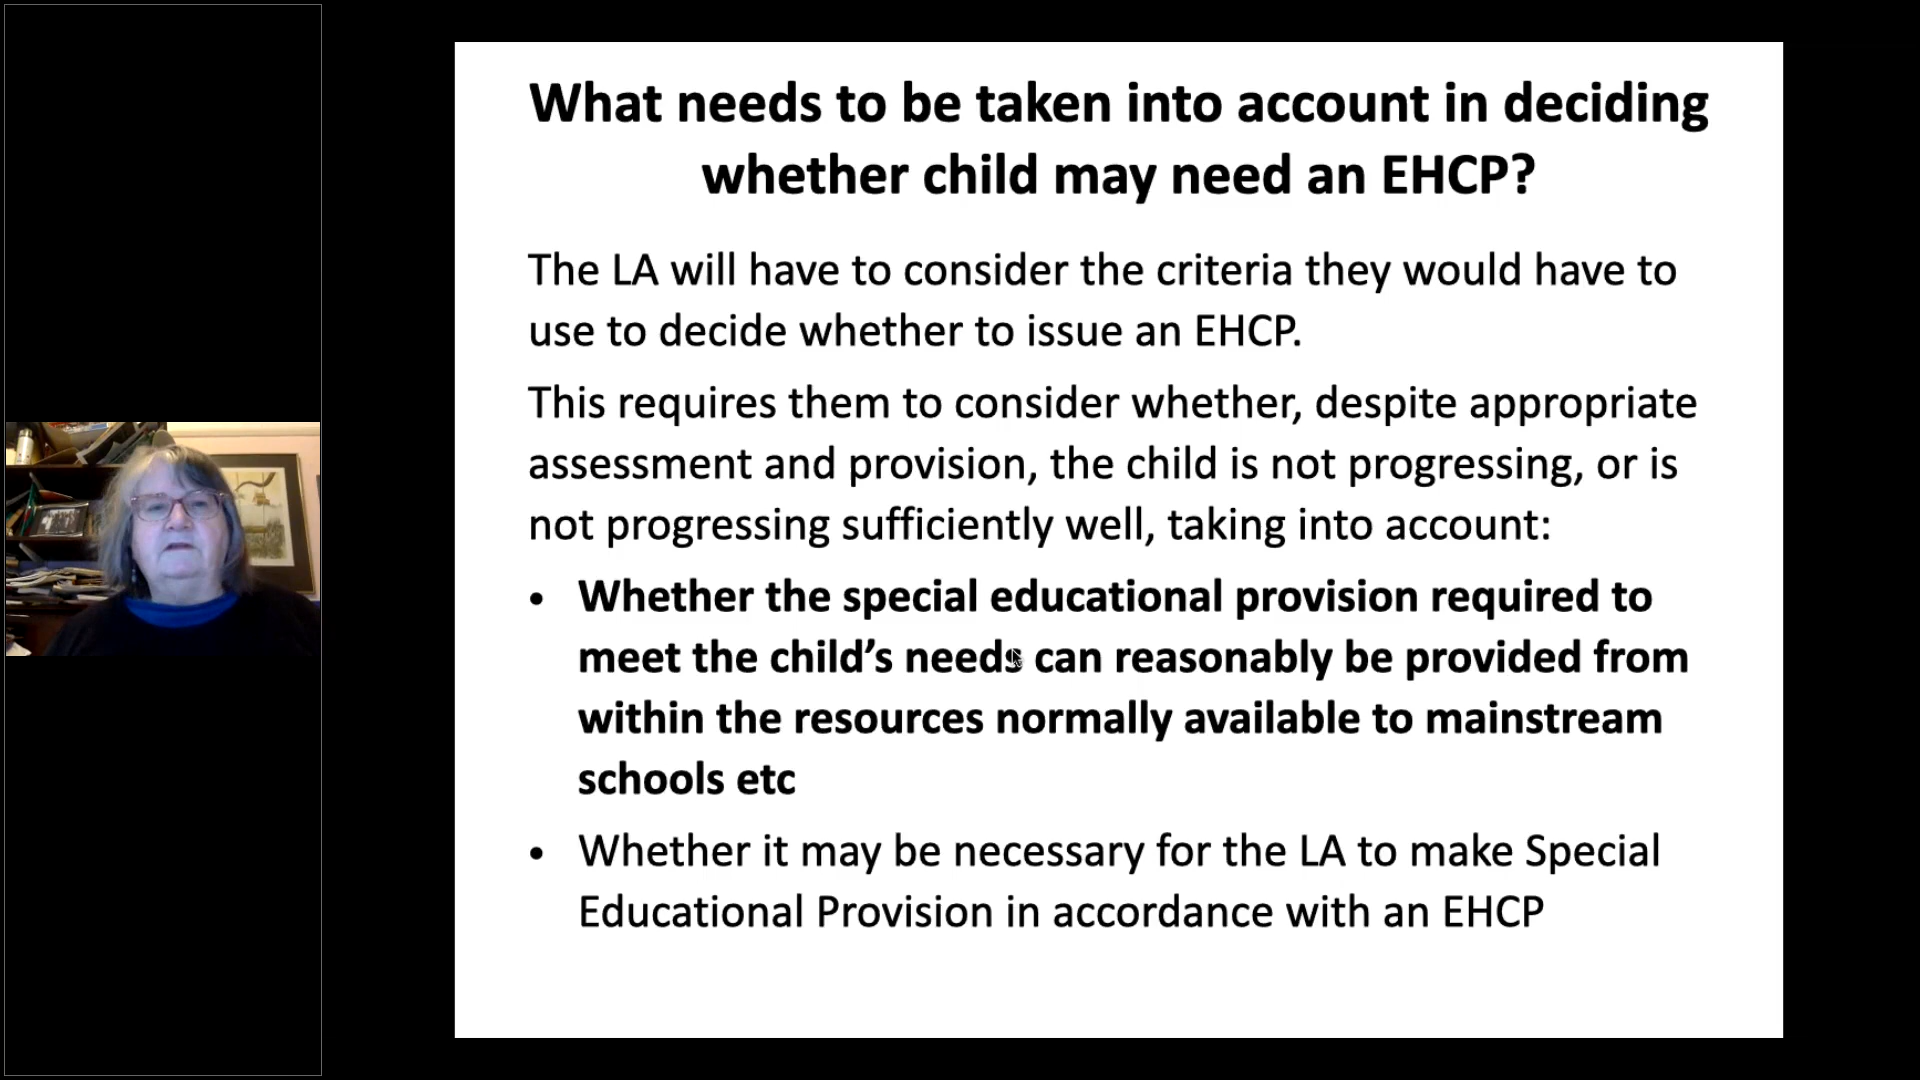 What needs to be taken into account in deciding
whether child may need an EHCP?
The LA will have to consider the criteria they would have to
use to decide whether to issue an EHCP.
This requires them to consider whether, despite appropriate
assessment and provision, the child is not progressing, or is
not progressing sufficiently well, taking into account:
• Whether the special educational provision required to
meet the child’s needs can reasonably be provided from
within the resources normally available to mainstream
schools etc
• Whether it may be necessary for the LA to make Special
Educational Provision in accordance with an EHCP